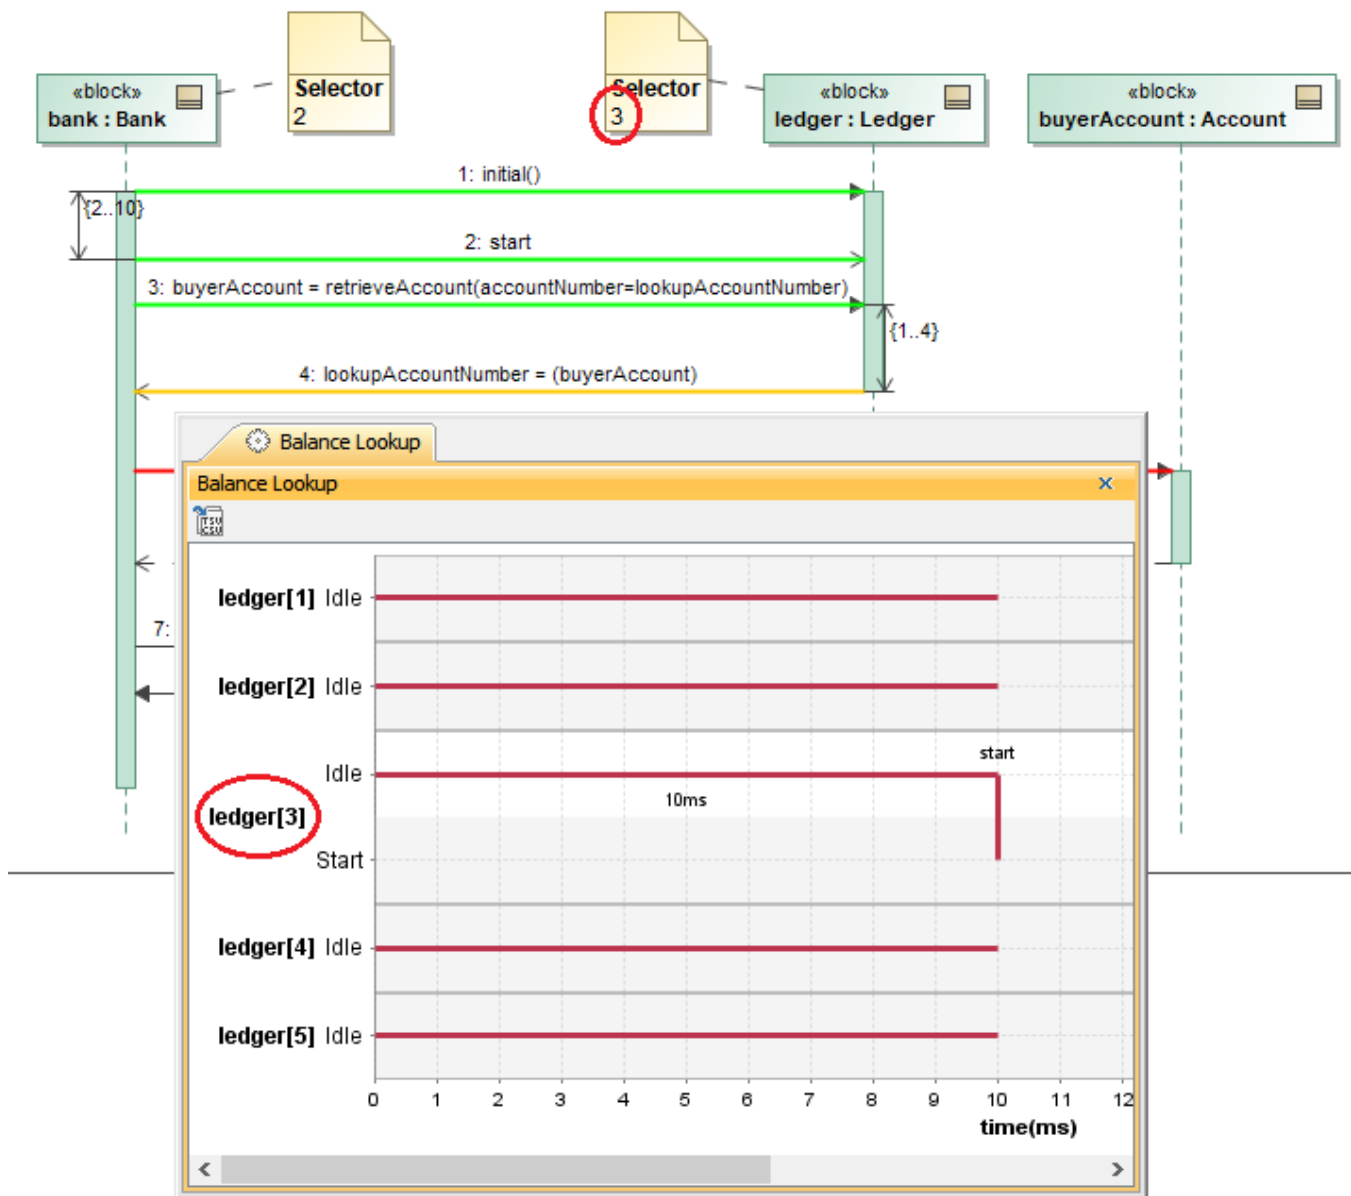 «block»
bank : Bank
Selector
2
Selector
3
«block»
ledger : Ledger
«block»
buyerAccount : Account
1: initial()
{2..10}
2: start
3: buyerAccount = retrieveAccount(accountNumber=lookupAccountNumber)
{1..4}
4: lookupAccountNumber = (buyerAccount)
7:
Balance Lookup
Balance Lookup
TSV
CSV
ledger[1] Idle
ledger[2] Idle
Idle
start
10ms
ledger[3]
Start
ledger[4] Idle
ledger[5] Idle
0 1 2 3 4 5 6 7 8 9 10 11 12
time(ms)